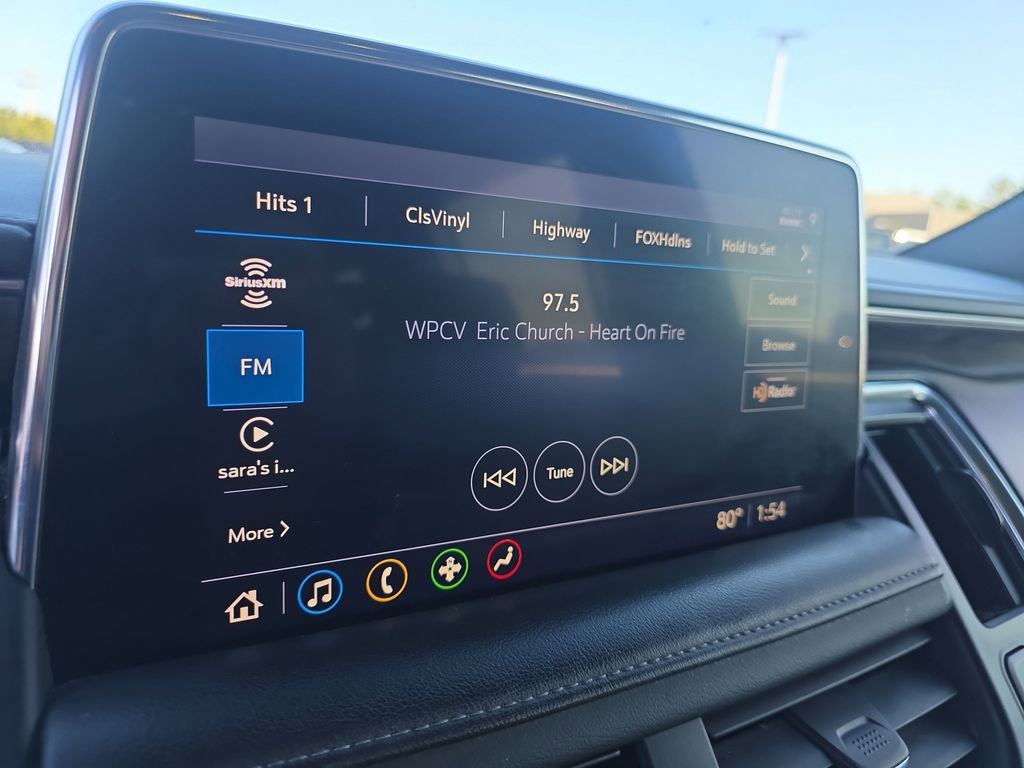 Hits 1
ClsVinyl
Highway
FOXHdlns
Hold to Set
SiriusXM
FM
sara's i...
More
97.5
WPCV Eric Church - Heart On Fire
Sound
Browse
HD Radio
Tune
80° 1:54